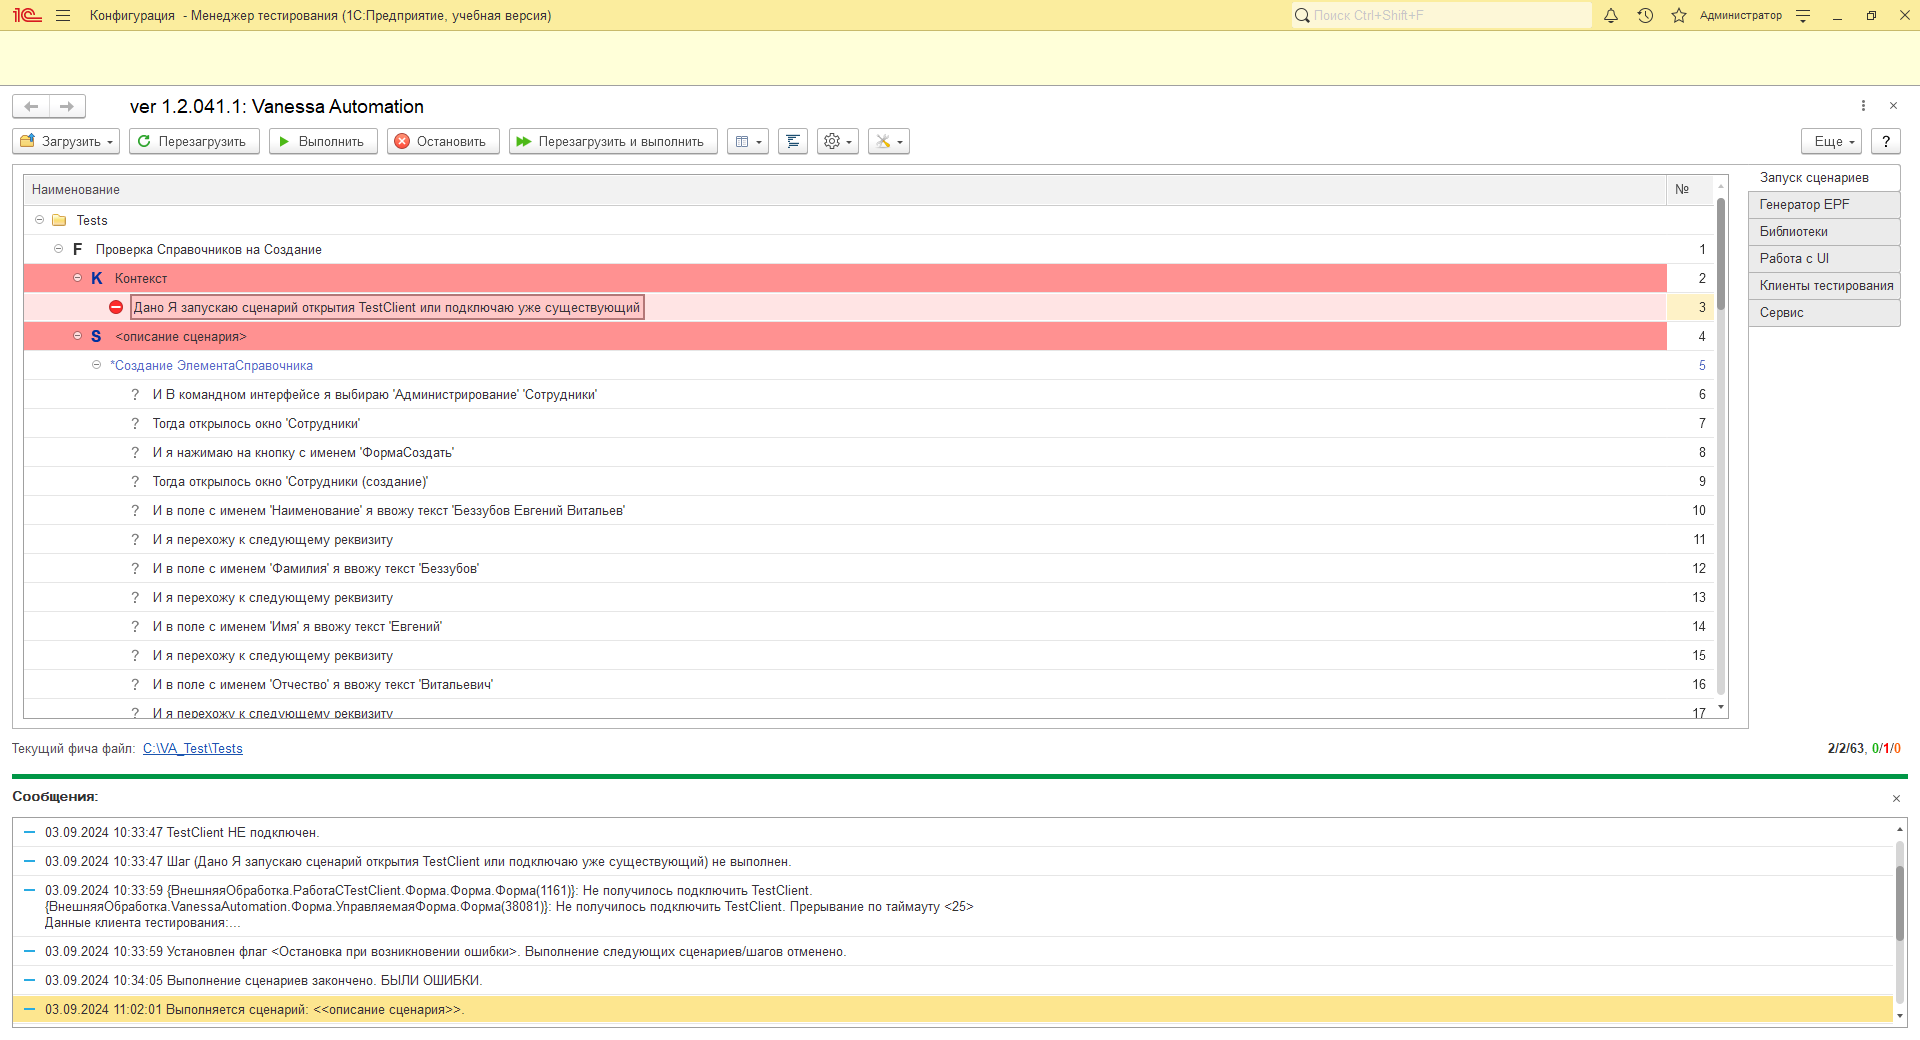 1С Конфигурация - Менеджер тестирования (1С:Предприятие, учебная версия) Поиск Ctrl+Shift+F Администратор
ver 1.2.041.1: Vanessa Automation
Загрузить Перезагрузить Выполнить Остановить Перезагрузить и выполнить Еще ?
Наименование №
Tests
F Проверка Справочников на Создание 1
K Контекст 2
Дано Я запускаю сценарий открытия TestClient или подключаю уже существующий 3
S <описание сценария> 4
*Создание ЭлементаСправочника 5
? И В командном интерфейсе я выбираю 'Администрирование' 'Сотрудники' 6
? Тогда открылось окно 'Сотрудники' 7
? И я нажимаю на кнопку с именем 'ФормаСоздать' 8
? Тогда открылось окно 'Сотрудники (создание)' 9
? И в поле с именем 'Наименование' я ввожу текст 'Беззубов Евгений Витальев' 10
? И я перехожу к следующему реквизиту 11
? И в поле с именем 'Фамилия' я ввожу текст 'Беззубов' 12
? И я перехожу к следующему реквизиту 13
? И в поле с именем 'Имя' я ввожу текст 'Евгений' 14
? И я перехожу к следующему реквизиту 15
? И в поле с именем 'Отчество' я ввожу текст 'Витальевич' 16
? И я перехожу к следующему реквизиту 17
Запуск сценариев
Генератор EPF
Библиотеки
Работа с UI
Клиенты тестирования
Сервис
Текущий фича файл: C:\VA_Test\Tests 2/2/63, 0/1/0
Сообщения:
03.09.2024 10:33:47 TestClient НЕ подключен.
03.09.2024 10:33:47 Шаг (Дано Я запускаю сценарий открытия TestClient или подключаю уже существующий) не выполнен.
03.09.2024 10:33:59 {ВнешняяОбработка.РаботаСTestClient.Форма.Форма.Форма(1161)}: Не получилось подключить TestClient.
{ВнешняяОбработка.VanessaAutomation.Форма.УправляемаяФорма.Форма(38081)}: Не получилось подключить TestClient. Прерывание по таймауту <25>
Данные клиента тестирования:...
03.09.2024 10:33:59 Установлен флаг <Остановка при возникновении ошибки>. Выполнение следующих сценариев/шагов отменено.
03.09.2024 10:34:05 Выполнение сценариев закончено. БЫЛИ ОШИБКИ.
03.09.2024 11:02:01 Выполняется сценарий: <<описание сценария>>.